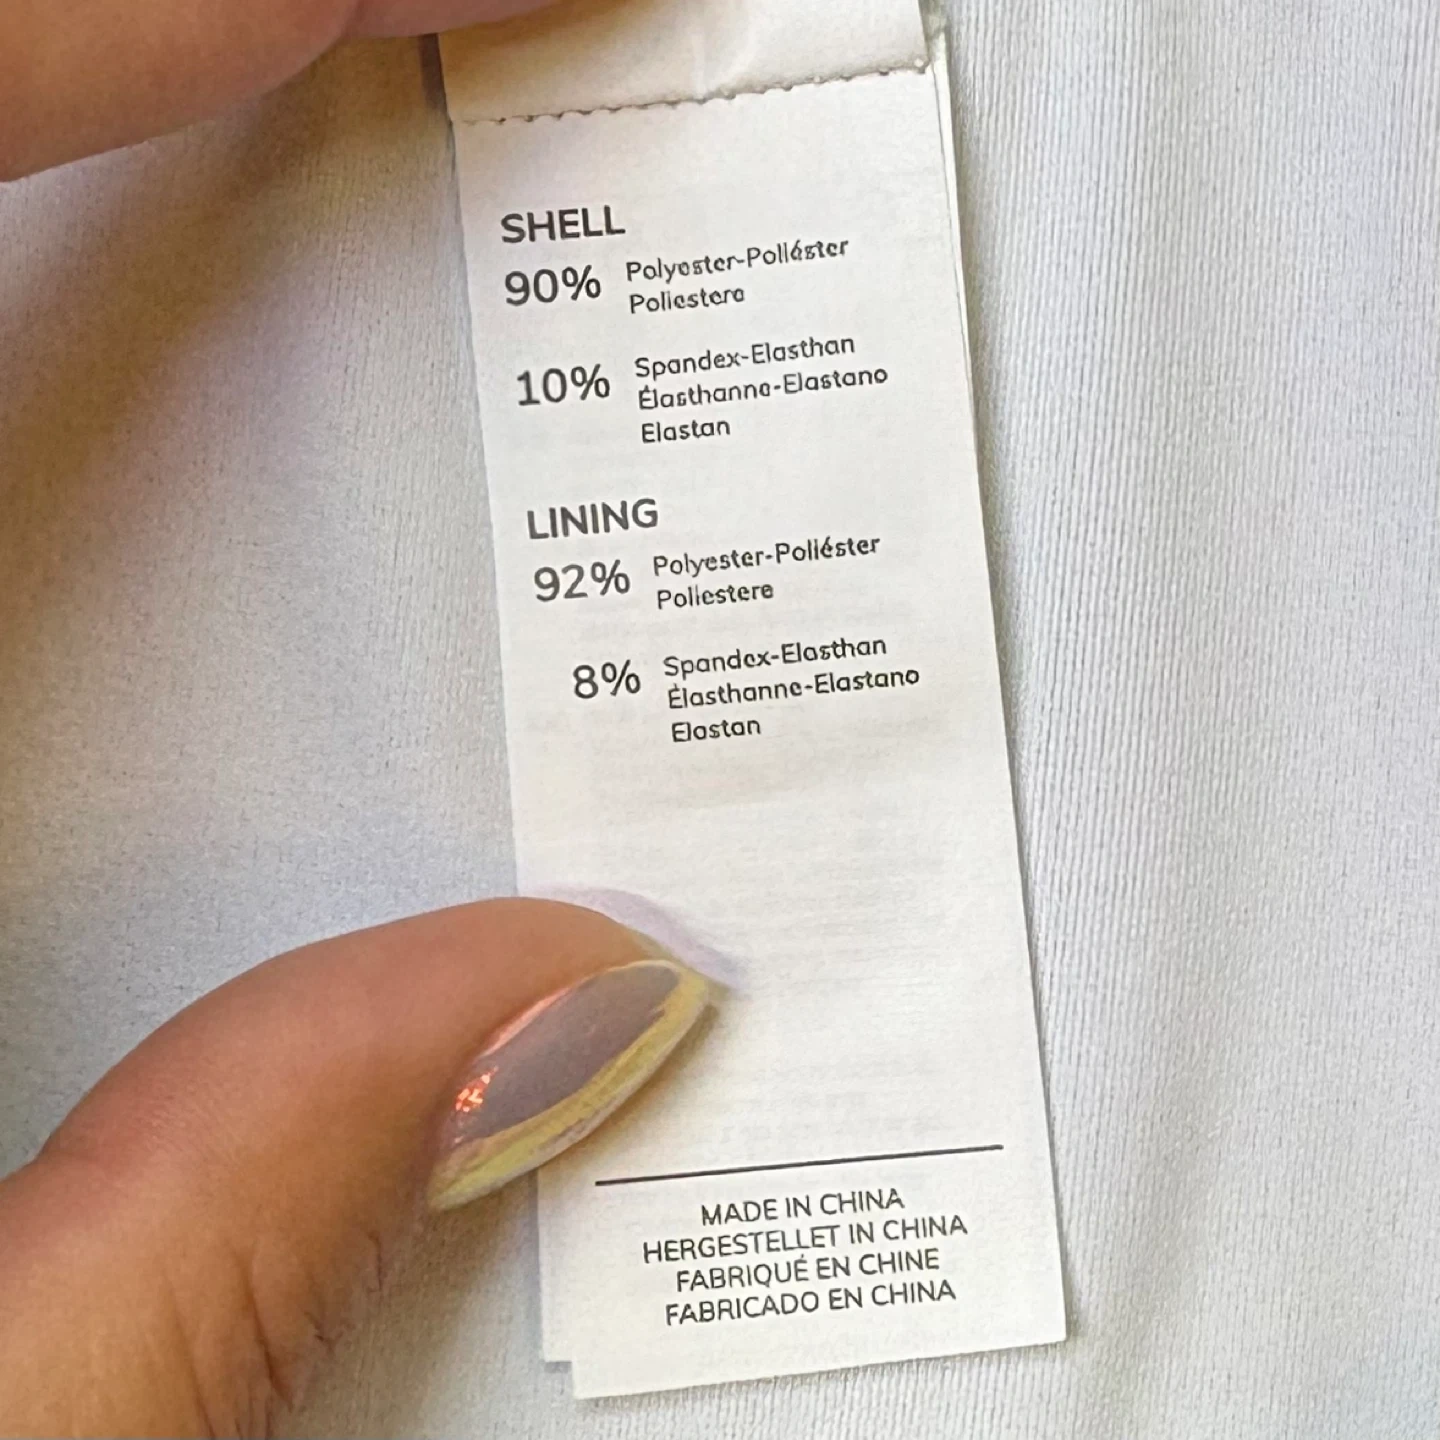 SHELL
90% Polyester-Poliéster
Poliestere
10% Spandex-Elasthan
Élasthanne-Elastano
Elastan
LINING
92% Polyester-Poliéster
Poliestere
8% Spandex-Elasthan
Élasthanne-Elastano
Elastan
MADE IN CHINA
HERGESTELLET IN CHINA
FABRIQUÉ EN CHINE
FABRICADO EN CHINA